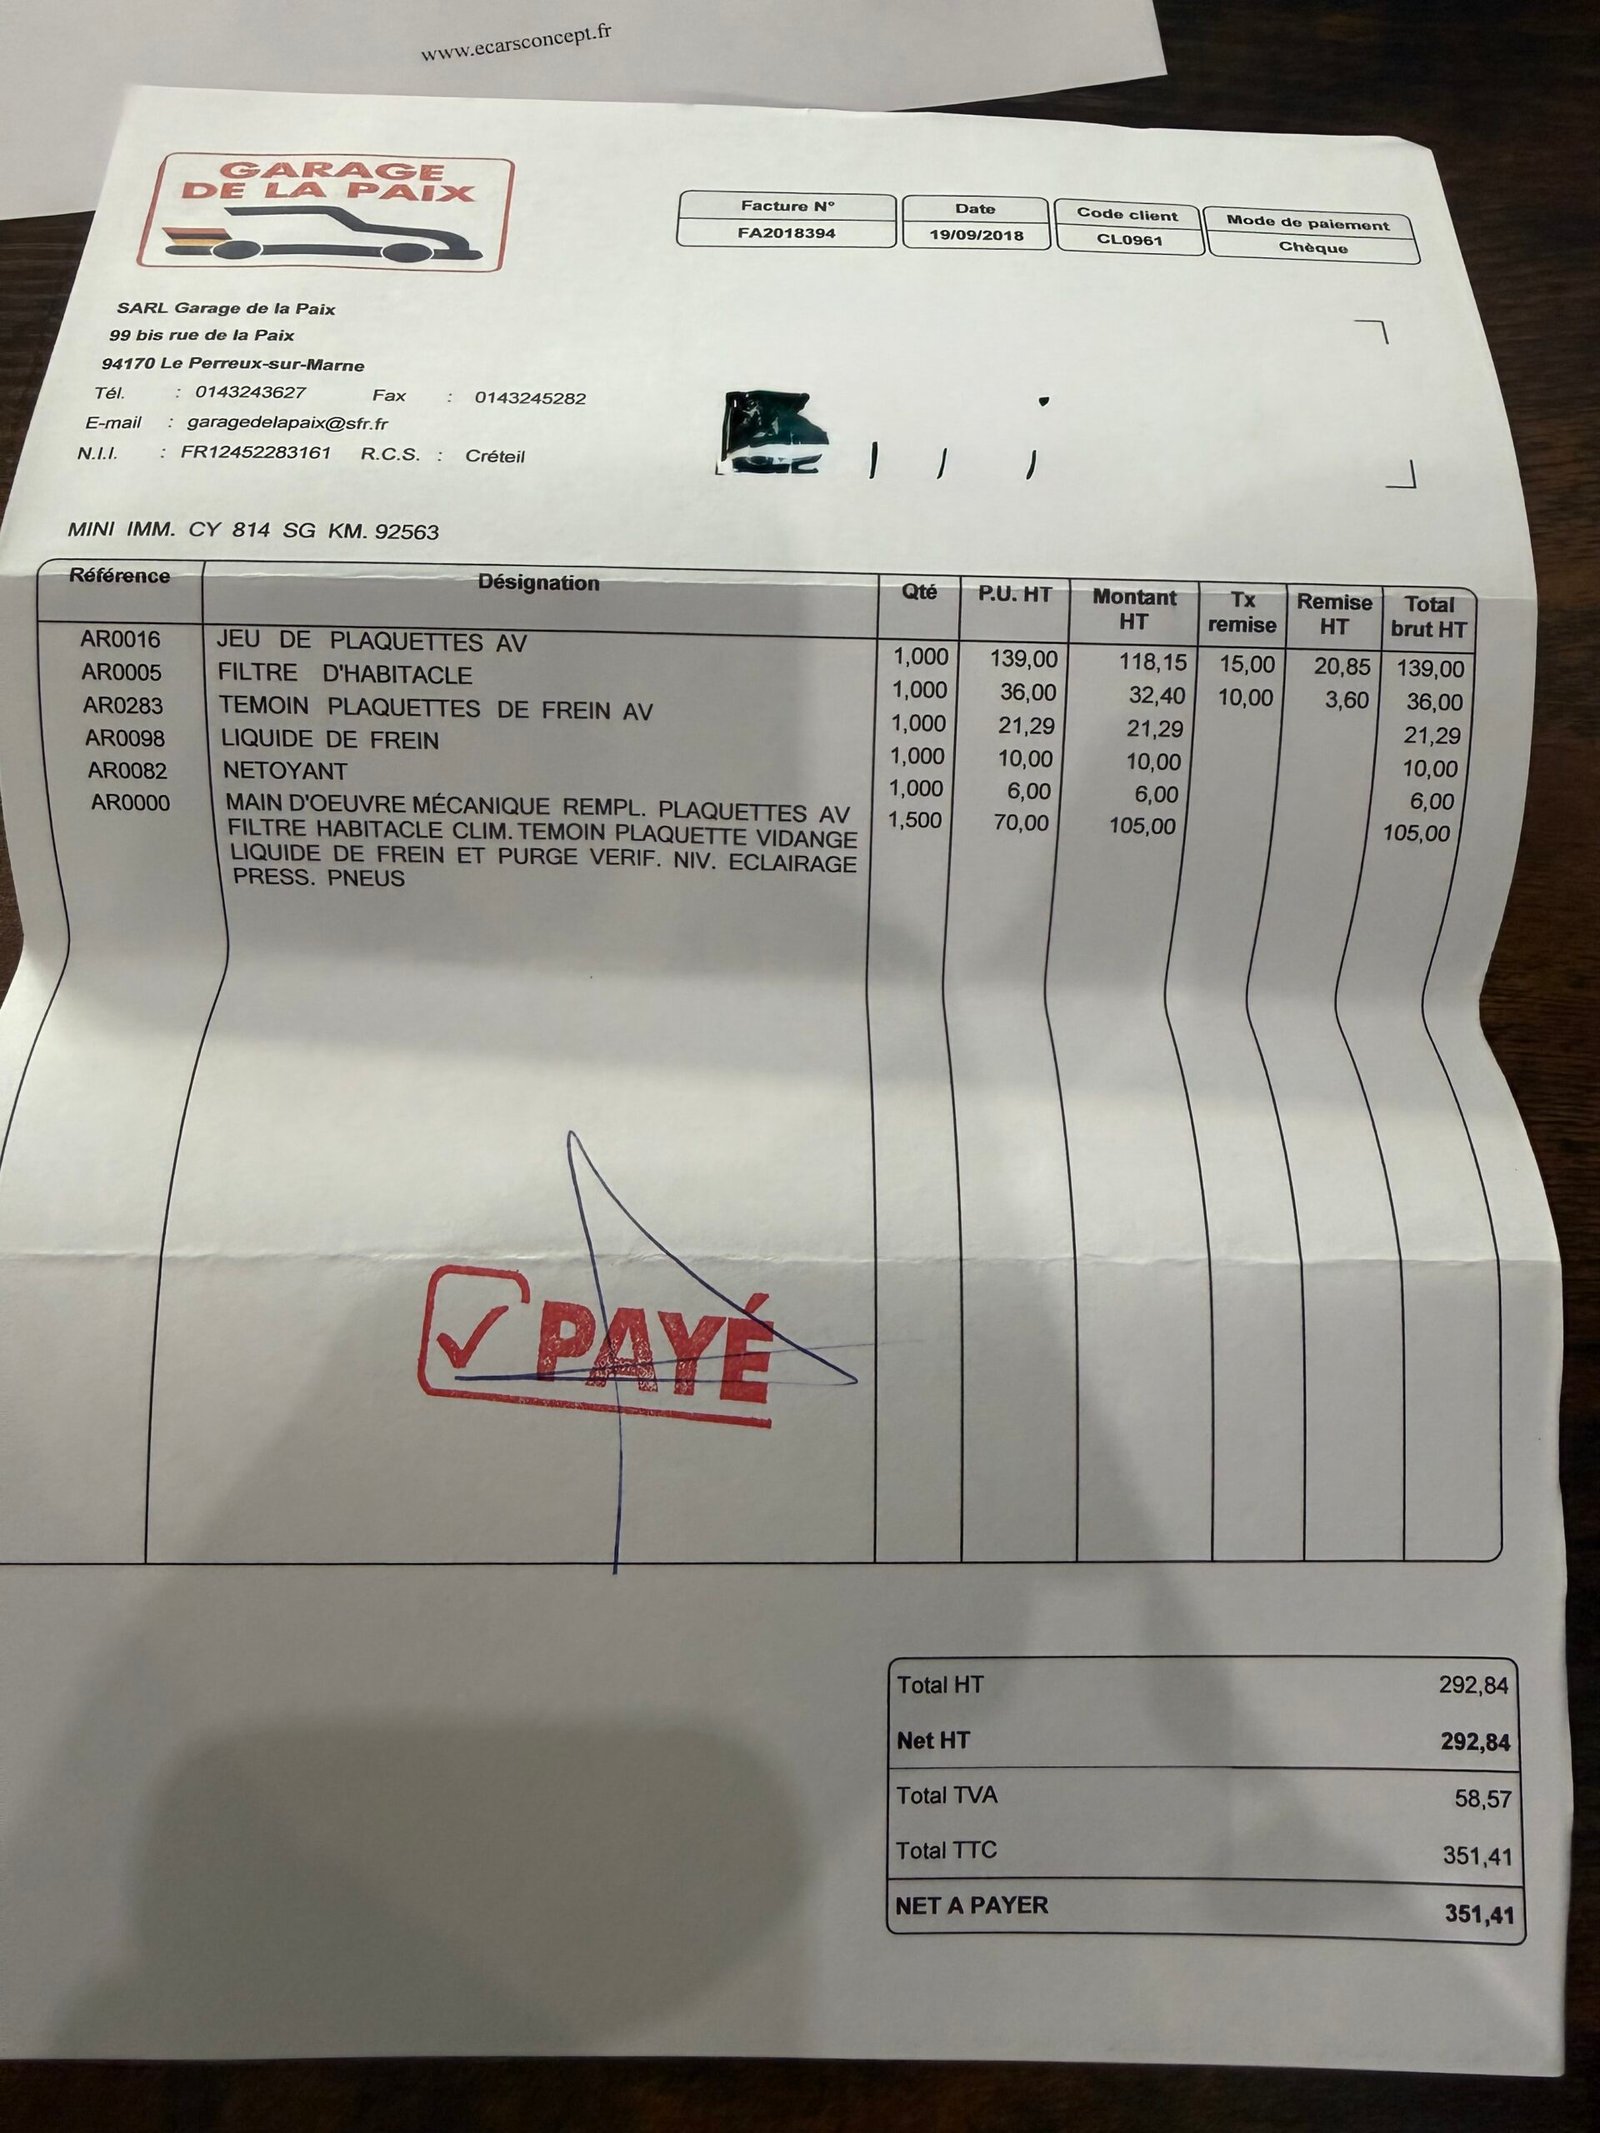 www.ecarsconcept.fr
GARAGE
DE LA PAIX
Facture N° Date Code client Mode de paiement
FA2018394 19/09/2018 CL0961 Chèque
SARL Garage de la Paix
99 bis rue de la Paix
94170 Le Perreux-sur-Marne
Tél. : 0143243627 Fax : 0143245282
E-mail : garagedelapaix@sfr.fr
N.I.I. : FR12452283161 R.C.S. : Créteil
MINI IMM. CY 814 SG KM. 92563
Référence Désignation Qté P.U. HT Montant HT Tx remise Remise HT Total brut HT
AR0016 JEU DE PLAQUETTES AV 1,000 139,00 118,15 15,00 20,85 139,00
AR0005 FILTRE D'HABITACLE 1,000 36,00 32,40 10,00 3,60 36,00
AR0283 TEMOIN PLAQUETTES DE FREIN AV 1,000 21,29 21,29 21,29
AR0098 LIQUIDE DE FREIN 1,000 10,00 10,00 10,00
AR0082 NETOYANT 1,000 6,00 6,00 6,00
AR0000 MAIN D'OEUVRE MÉCANIQUE REMPL. PLAQUETTES AV 1,500 70,00 105,00 105,00
FILTRE HABITACLE CLIM. TEMOIN PLAQUETTE VIDANGE
LIQUIDE DE FREIN ET PURGE VERIF. NIV. ECLAIRAGE
PRESS. PNEUS
PAYÉ
Total HT 292,84
Net HT 292,84
Total TVA 58,57
Total TTC 351,41
NET A PAYER 351,41